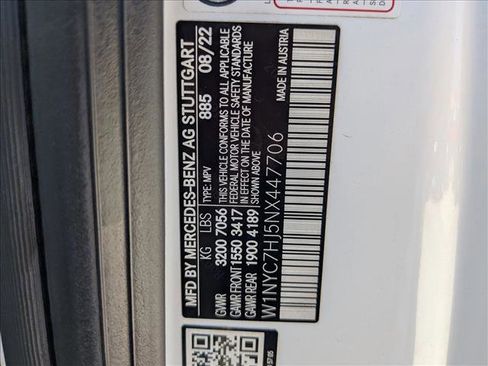 MFD BY MERCEDES-BENZ AG STUTTGART
885 08/22
KG LBS TYPE: MPV
GVWR 3200 7056 THIS VEHICLE CONFORMS TO ALL APPLICABLE
GAWR FRONT 1550 3417 FEDERAL MOTOR VEHICLE SAFETY STANDARDS
IN EFFECT ON THE DATE OF MANUFACTURE
GAWR REAR 1900 4189 SHOWN ABOVE
W1NYC7HJ5NX447706 MADE IN AUSTRIA